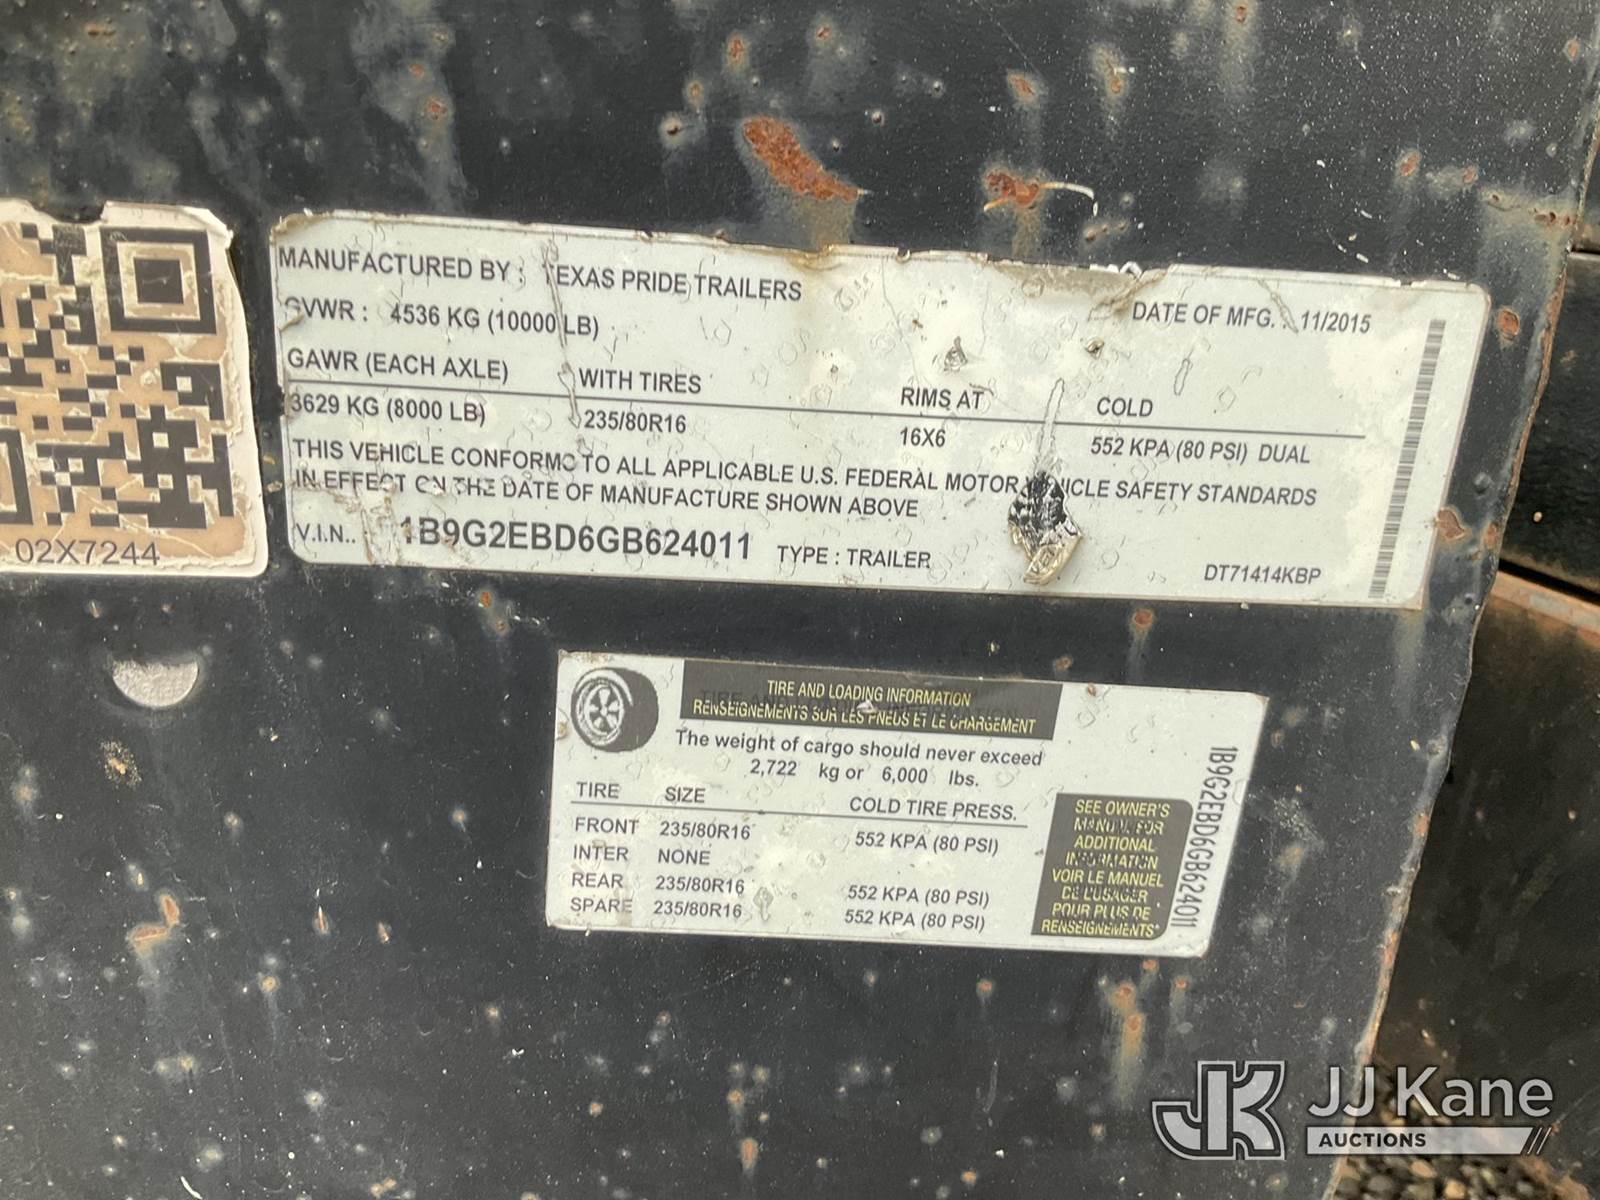 MANUFACTURED BY : TEXAS PRIDE TRAILERS
DATE OF MFG. : 11/2015
GVWR : 4536 KG (10000 LB)
GAWR (EACH AXLE) WITH TIRES RIMS AT COLD
3629 KG (8000 LB) 235/80R16 16X6 552 KPA (80 PSI) DUAL
THIS VEHICLE CONFORMS TO ALL APPLICABLE U.S. FEDERAL MOTOR VEHICLE SAFETY STANDARDS
IN EFFECT ON THE DATE OF MANUFACTURE SHOWN ABOVE
V.I.N.. : 1B9G2EBD6GB624011 TYPE : TRAILER
DT71414KBP
02X7244
TIRE AND LOADING INFORMATION
RENSEIGNEMENTS SUR LES PNEUS ET LE CHARGEMENT
The weight of cargo should never exceed
2,722 kg or 6,000 lbs.
TIRE SIZE COLD TIRE PRESS.
FRONT 235/80R16 552 KPA (80 PSI)
INTER NONE
REAR 235/80R16 552 KPA (80 PSI)
SPARE 235/80R16 552 KPA (80 PSI)
SEE OWNER'S
MANUAL FOR
ADDITIONAL
INFORMATION
VOIR LE MANUEL
DE L'USAGER
POUR PLUS DE
RENSEIGNEMENTS
1B9G2EBD6GB624011
JK JJ Kane
AUCTIONS